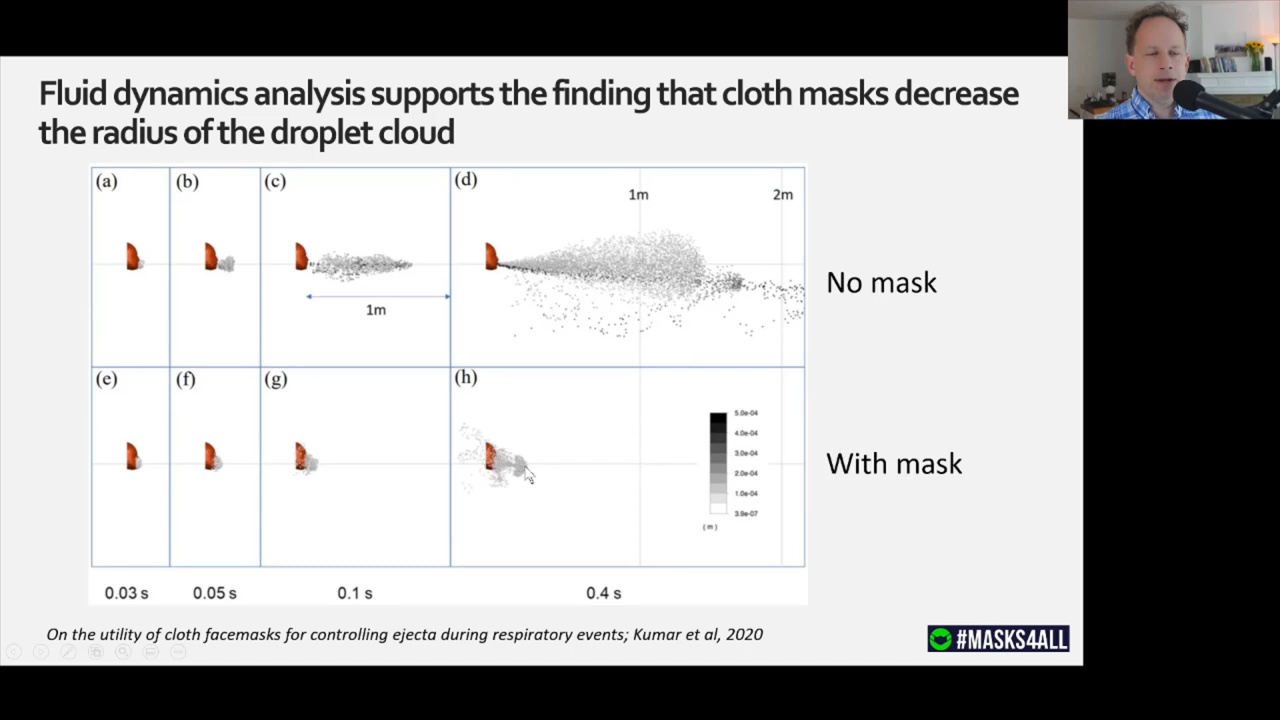 Fluid dynamics analysis supports the finding that cloth masks decrease
the radius of the droplet cloud
(a)
(b)
(c)
(d)
1m
2m
1m
No mask
(e)
(f)
(g)
(h)
5.0e-04
4.0e-04
3.0e-04
2.0e-04
1.0e-04
3.9e-07
(m)
With mask
0.03 s
0.05 s
0.1 s
0.4 s
On the utility of cloth facemasks for controlling ejecta during respiratory events; Kumar et al, 2020
#MASKS4ALL